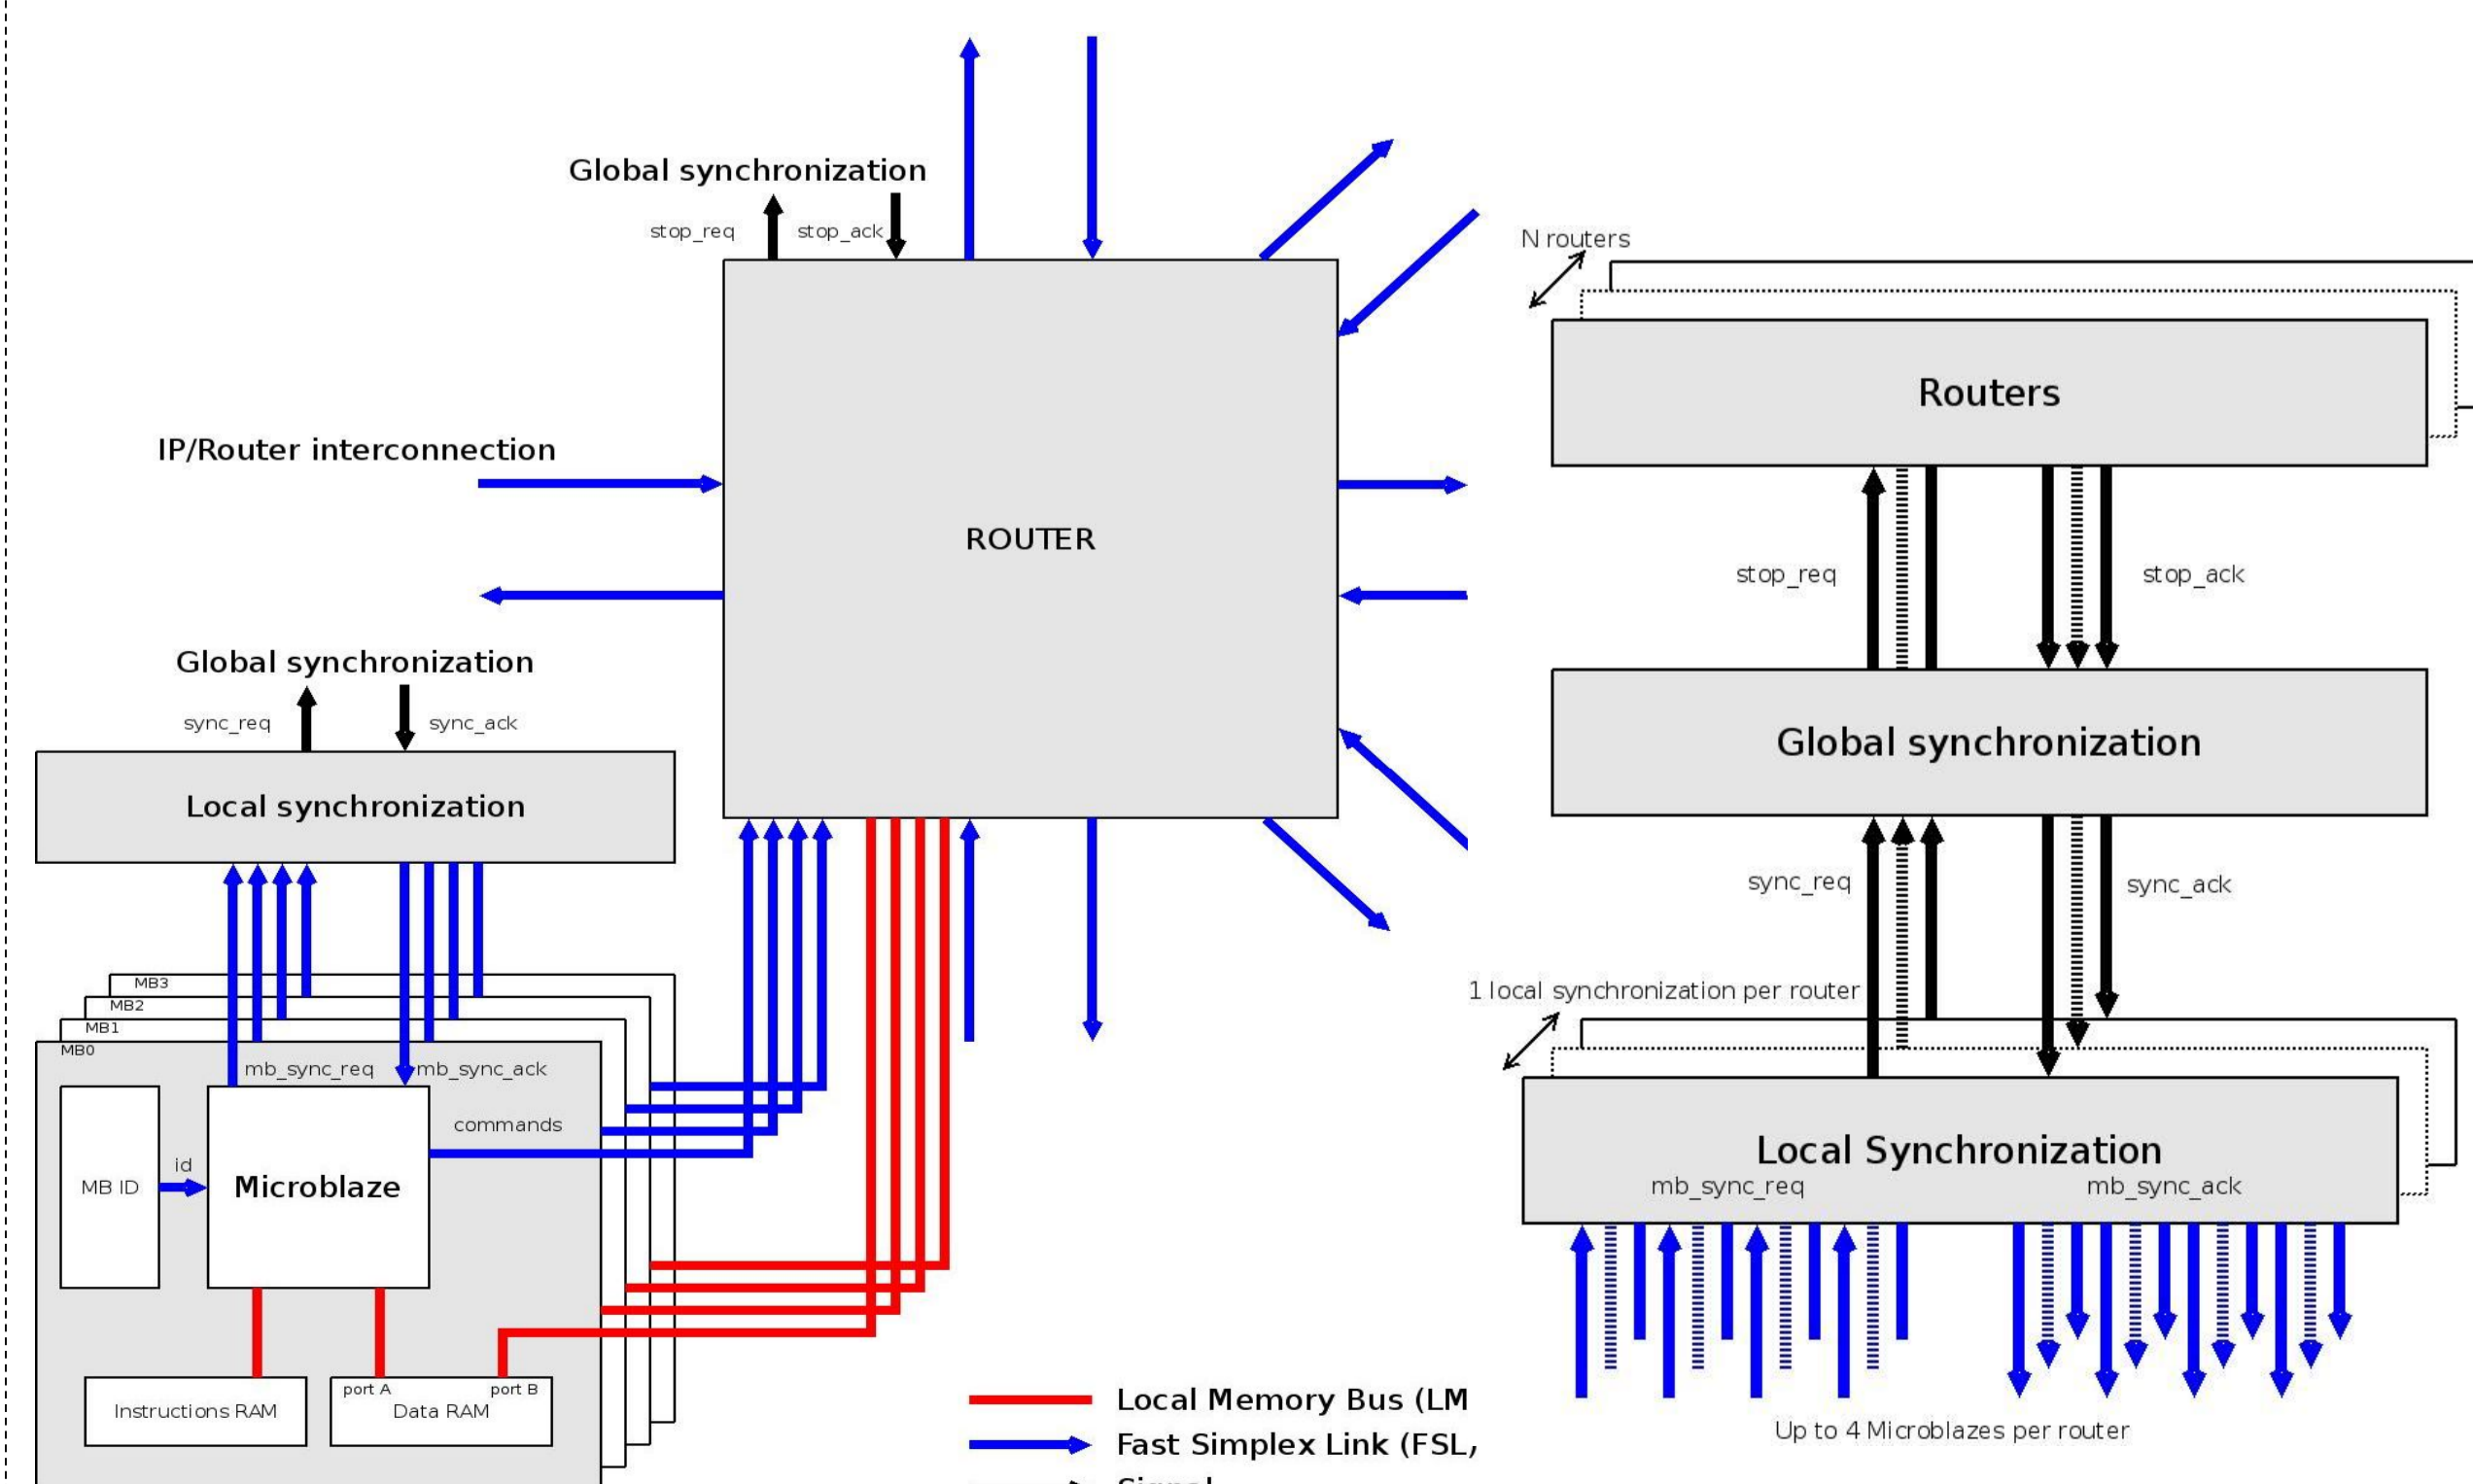 Global synchronization
stop_req
stop_ack
IP/Router interconnection
ROUTER
Global synchronization
sync_req
sync_ack
Local synchronization
MB3
MB2
MB1
MB0
mb_sync_req
mb_sync_ack
commands
MB ID
id
Microblaze
port A
port B
Instructions RAM
Data RAM
Local Memory Bus (LM
Fast Simplex Link (FSL,
Signal
N routers
Routers
stop_req
stop_ack
Global synchronization
sync_req
sync_ack
1 local synchronization per router
Local Synchronization
mb_sync_req
mb_sync_ack
Up to 4 Microblazes per router